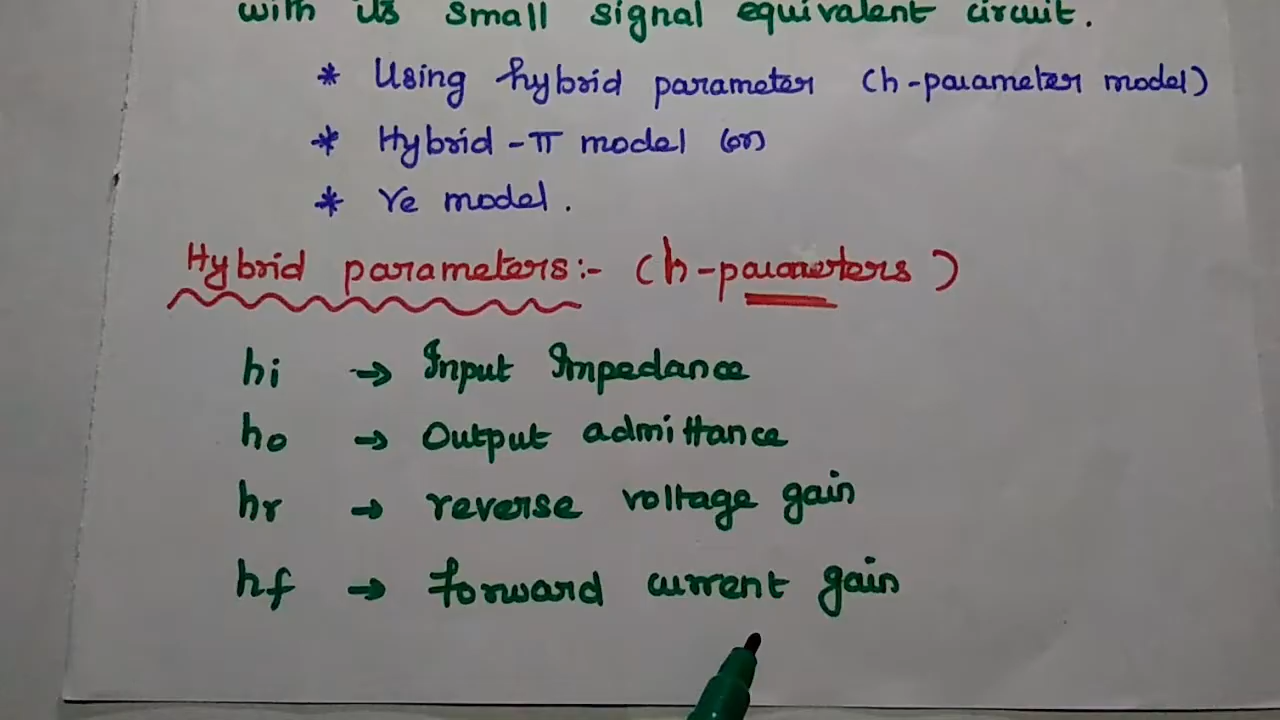 with its small signal equivalent circuit.
* Using hybrid parameter (h-parameter model)
* Hybrid-π model (or)
* re model.
Hybrid parameters:- (h-parameters)
hi → Input Impedance
ho → Output admittance
hr → reverse voltage gain
hf → forward current gain